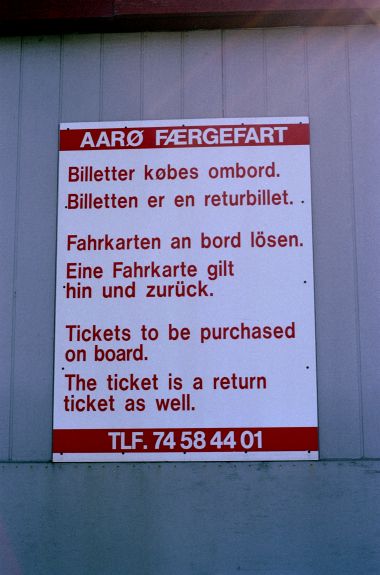 AARØ FÆRGEFART
Billetter købes ombord.
Billetten er en returbillet.
Fahrkarten an bord lösen.
Eine Fahrkarte gilt
hin und zurück.
Tickets to be purchased
on board.
The ticket is a return
ticket as well.
TLF. 74 58 44 01